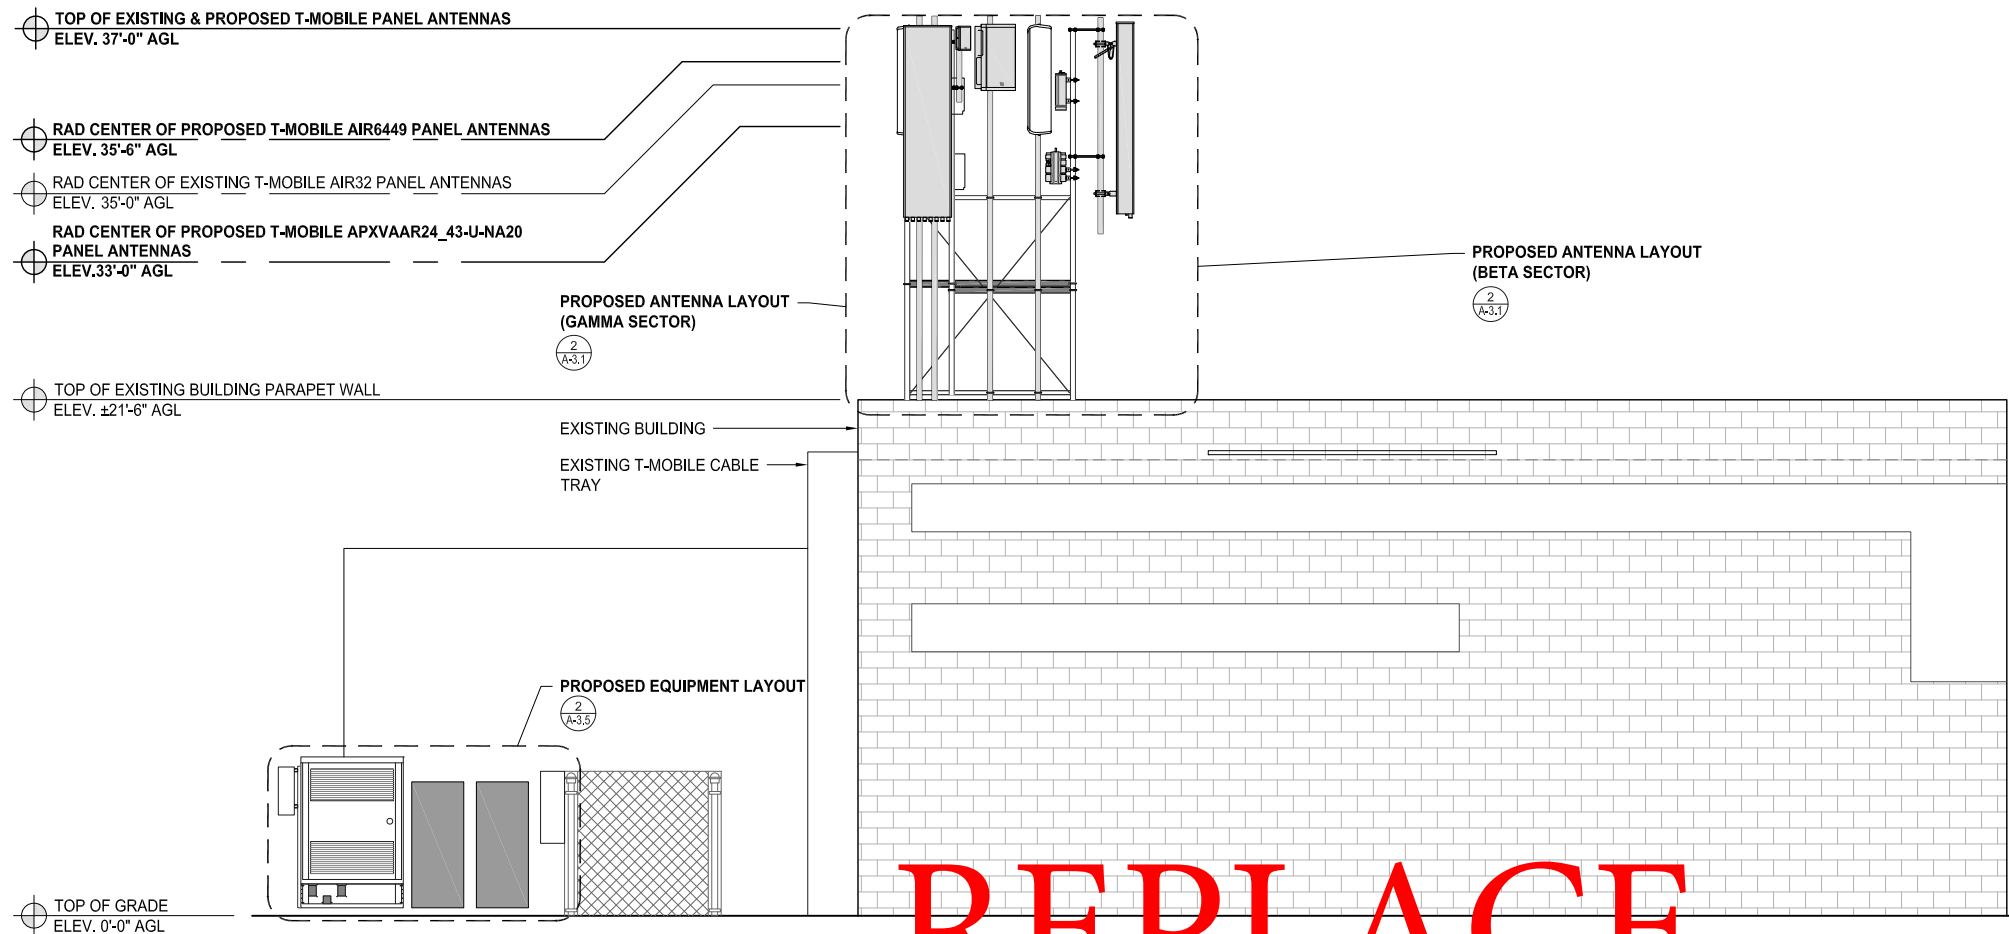 TOP OF EXISTING & PROPOSED T-MOBILE PANEL ANTENNAS
ELEV. 37'-0" AGL
RAD CENTER OF PROPOSED T-MOBILE AIR6449 PANEL ANTENNAS
ELEV. 35'-6" AGL
RAD CENTER OF EXISTING T-MOBILE AIR32 PANEL ANTENNAS
ELEV. 35'-0" AGL
RAD CENTER OF PROPOSED T-MOBILE APXVAAR24_43-U-NA20
PANEL ANTENNAS
ELEV.33'-0" AGL
PROPOSED ANTENNA LAYOUT
(BETA SECTOR)
2
A-3.1
PROPOSED ANTENNA LAYOUT
(GAMMA SECTOR)
2
A-3.1
TOP OF EXISTING BUILDING PARAPET WALL
ELEV. ±21'-6" AGL
EXISTING BUILDING
EXISTING T-MOBILE CABLE
TRAY
PROPOSED EQUIPMENT LAYOUT
2
A-3.5
TOP OF GRADE
ELEV. 0'-0" AGL
REPLACE